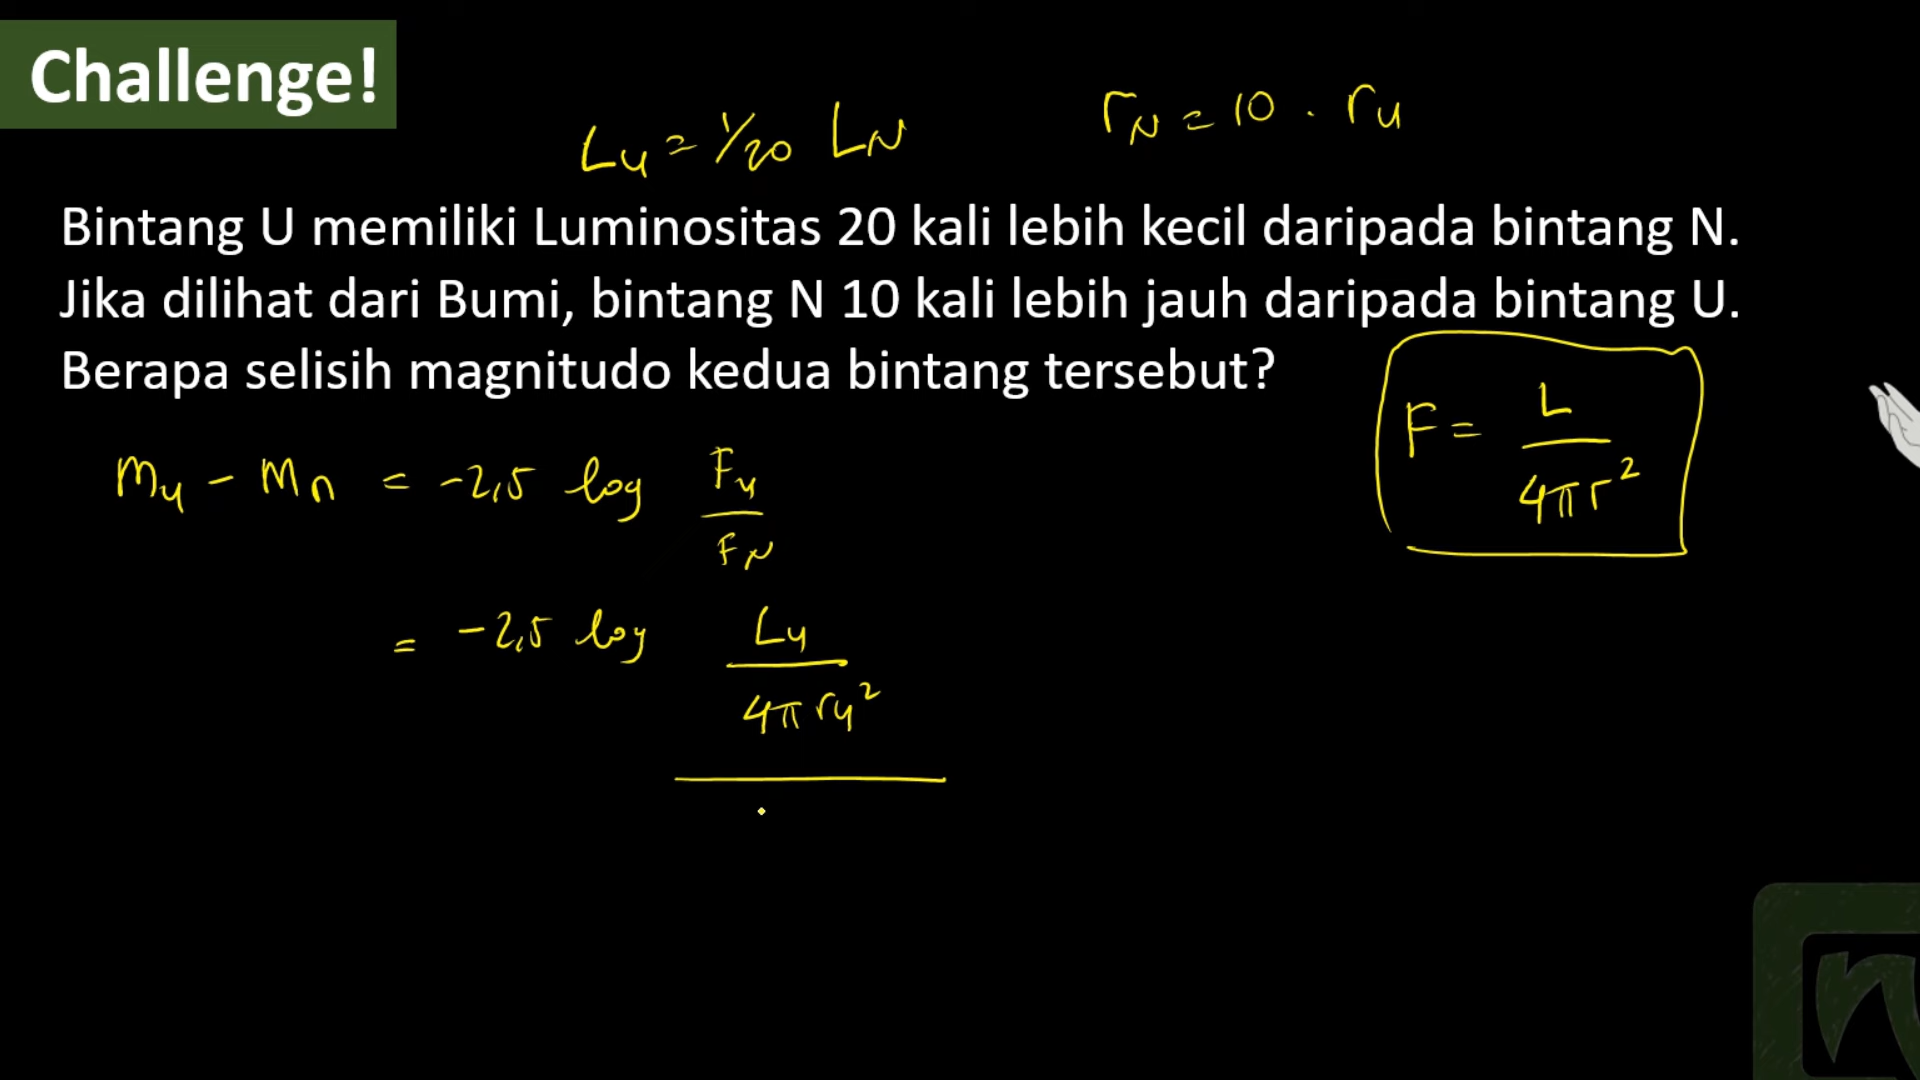 Challenge!
Lu = 1/20 LN
rN = 10 . ru
Bintang U memiliki Luminositas 20 kali lebih kecil daripada bintang N.
Jika dilihat dari Bumi, bintang N 10 kali lebih jauh daripada bintang U.
Berapa selisih magnitudo kedua bintang tersebut?
F = L / 4πr²
mu - mn = -2,5 log Fu / FN
= -2,5 log Lu / 4π ru²